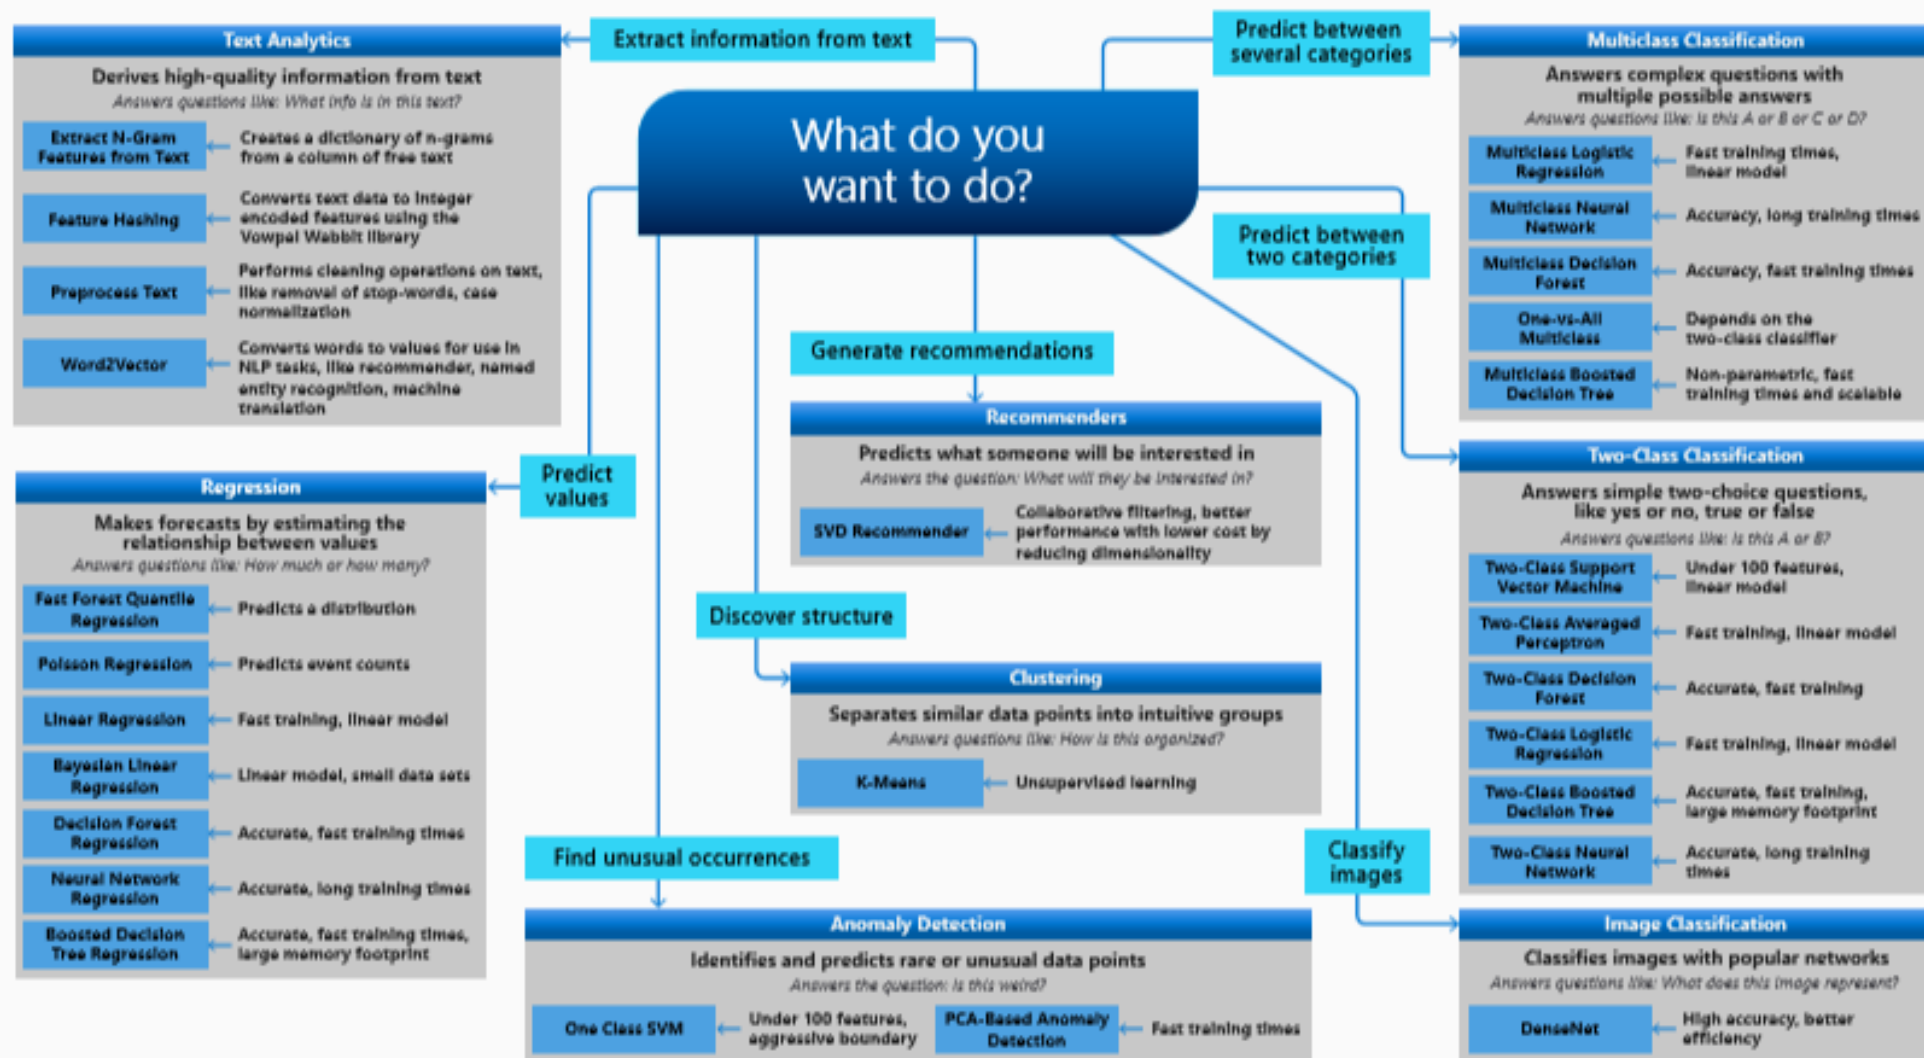 What do you
want to do?
Extract information from text
Text Analytics
Derives high-quality information from text
Answers questions like: What info is in this text?
Extract N-Gram
Features from Text
Creates a dictionary of n-grams
from a column of free text
Feature Hashing
Converts text data to integer
encoded features using the
Vowpal Wabbit library
Preprocess Text
Performs cleaning operations on text,
like removal of stop-words, case
normalization
Word2Vector
Converts words to values for use in
NLP tasks, like recommender, named
entity recognition, machine
translation
Predict
values
Regression
Makes forecasts by estimating the
relationship between values
Answers questions like: How much or how many?
Fast Forest Quantile
Regression
Predicts a distribution
Poisson Regression
Predicts event counts
Linear Regression
Fast training, linear model
Bayesian Linear
Regression
Linear model, small data sets
Decision Forest
Regression
Accurate, fast training times
Neural Network
Regression
Accurate, long training times
Boosted Decision
Tree Regression
Accurate, fast training times,
large memory footprint
Generate recommendations
Recommenders
Predicts what someone will be interested in
Answers the question: What will they be interested in?
SVD Recommender
Collaborative filtering, better
performance with lower cost by
reducing dimensionality
Discover structure
Clustering
Separates similar data points into intuitive groups
Answers questions like: How is this organized?
K-Means
Unsupervised learning
Find unusual occurrences
Anomaly Detection
Identifies and predicts rare or unusual data points
Answers the question: Is this weird?
One Class SVM
Under 100 features,
aggressive boundary
PCA-Based Anomaly
Detection
Fast training times
Predict between
several categories
Multiclass Classification
Answers complex questions with
multiple possible answers
Answers questions like: Is this A or B or C or D?
Multiclass Logistic
Regression
Fast training times,
linear model
Multiclass Neural
Network
Accuracy, long training times
Multiclass Decision
Forest
Accuracy, fast training times
One-vs-All
Multiclass
Depends on the
two-class classifier
Multiclass Boosted
Decision Tree
Non-parametric, fast
training times and scalable
Predict between
two categories
Two-Class Classification
Answers simple two-choice questions,
like yes or no, true or false
Answers questions like: Is this A or B?
Two-Class Support
Vector Machine
Under 100 features,
linear model
Two-Class Averaged
Perceptron
Fast training, linear model
Two-Class Decision
Forest
Accurate, fast training
Two-Class Logistic
Regression
Fast training, linear model
Two-Class Boosted
Decision Tree
Accurate, fast training,
large memory footprint
Two-Class Neural
Network
Accurate, long training
times
Classify
images
Image Classification
Classifies images with popular networks
Answers questions like: What does this image represent?
DenseNet
High accuracy, better
efficiency